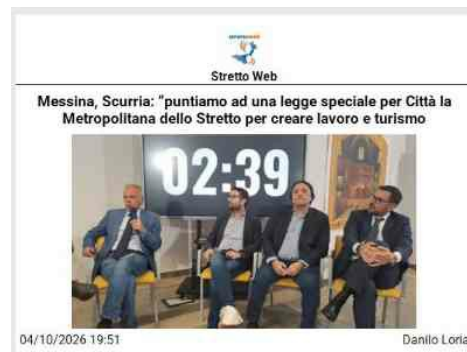 Stretto Web
Messina, Scurria: "puntiamo ad una legge speciale per Città la
Metropolitana dello Stretto per creare lavoro e turismo
02:39
04/10/2026 19:51
Danilo Loria